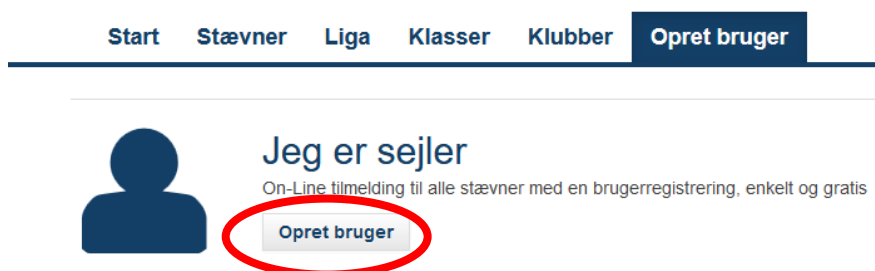 Start Stævner Liga Klasser Klubber Opret bruger
Jeg er sejler
On-Line tilmelding til alle stævner med en brugerregistrering, enkelt og gratis
Opret bruger